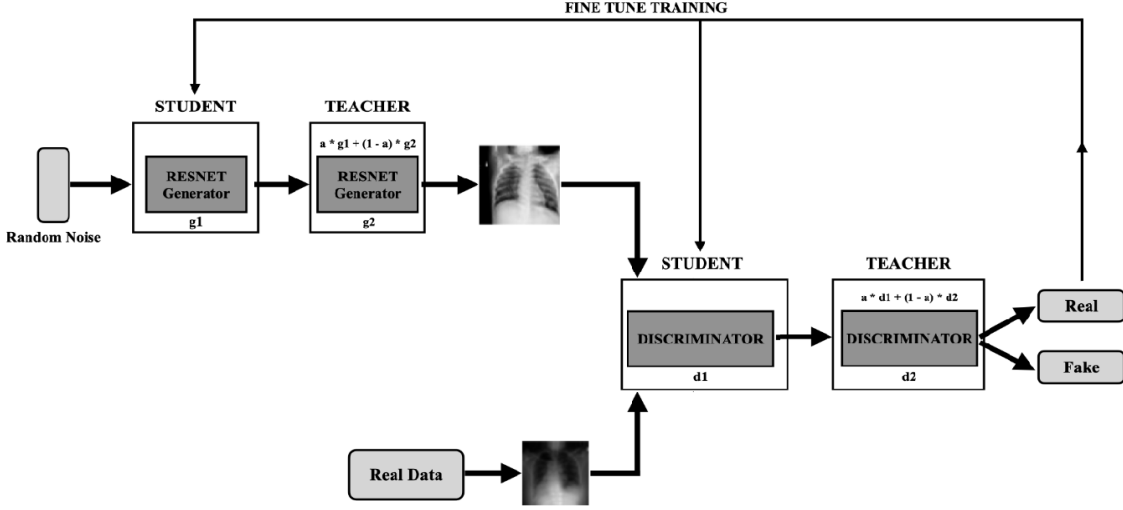 FINE TUNE TRAINING
STUDENT
TEACHER
a * g1 + (1 - a) * g2
RESNET
Generator
g1
RESNET
Generator
g2
Random Noise
STUDENT
TEACHER
a * d1 + (1 - a) * d2
DISCRIMINATOR
d1
DISCRIMINATOR
d2
Real
Fake
Real Data